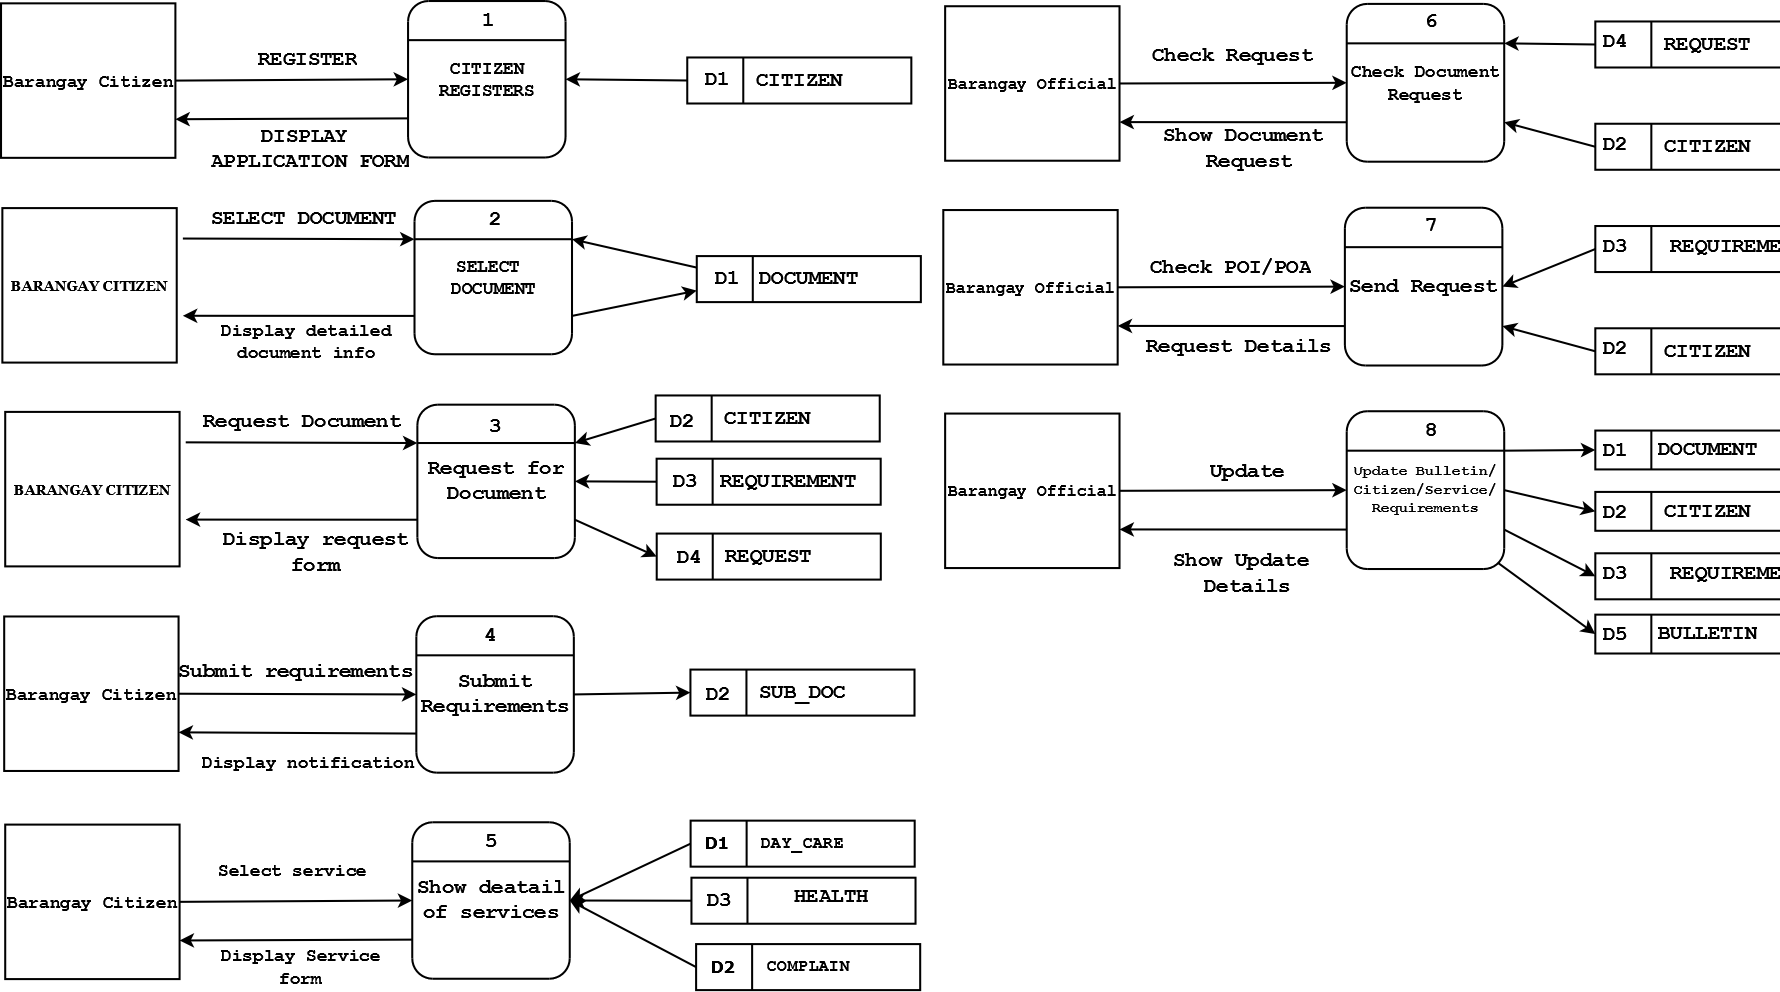 1
REGISTER
Barangay Citizen
CITIZEN
REGISTERS
D1
CITIZEN
DISPLAY
APPLICATION FORM
2
SELECT DOCUMENT
BARANGAY CITIZEN
SELECT
DOCUMENT
D1
DOCUMENT
Display detailed
document info
3
Request Document
BARANGAY CITIZEN
Request for
Document
D2
CITIZEN
D3
REQUIREMENT
D4
REQUEST
Display request
form
4
Submit requirements
Barangay Citizen
Submit
Requirements
D2
SUB_DOC
Display notification
5
Select service
Barangay Citizen
Show deatail
of services
D1
DAY_CARE
D3
HEALTH
D2
COMPLAIN
Display Service
form
6
Check Request
Barangay Official
Check Document
Request
D4
REQUEST
D2
CITIZEN
Show Document
Request
7
Check POI/POA
Barangay Official
Send Request
D3
REQUIREME
D2
CITIZEN
Request Details
8
Update
Barangay Official
Update Bulletin/
Citizen/Service/
Requirements
D1
DOCUMENT
D2
CITIZEN
D3
REQUIREME
D5
BULLETIN
Show Update
Details